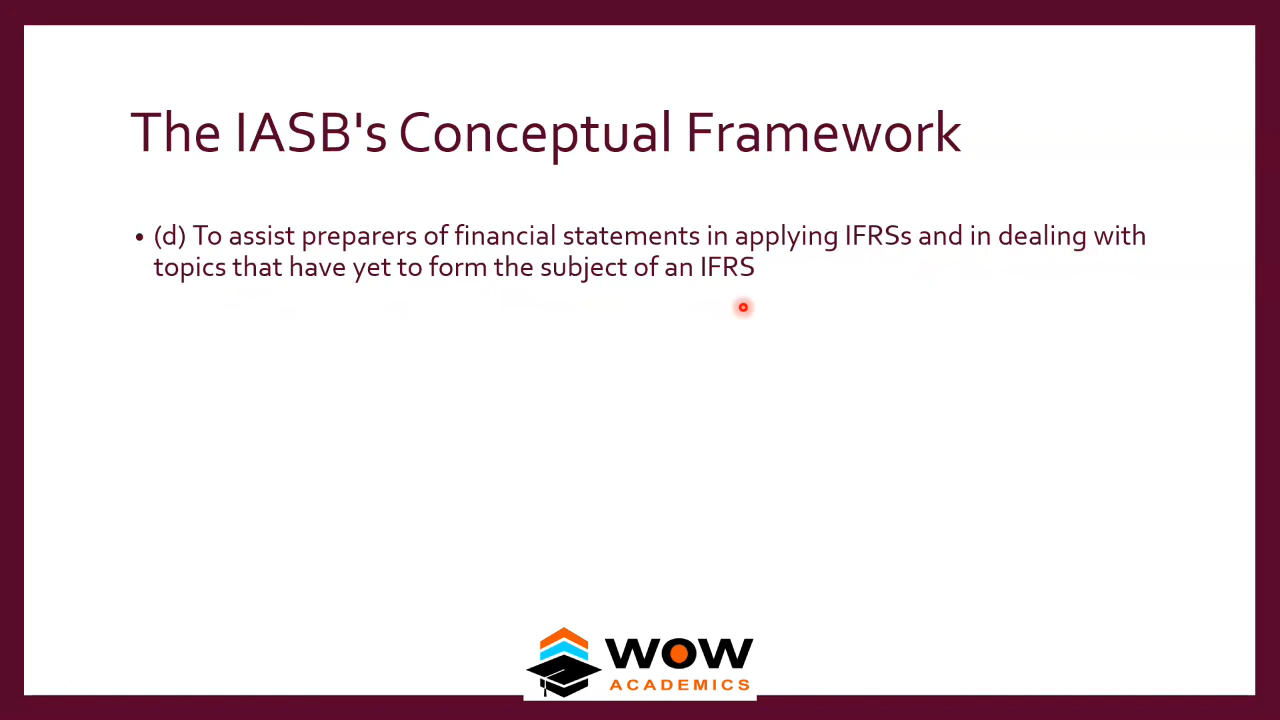 The IASB's Conceptual Framework
• (d) To assist preparers of financial statements in applying IFRSs and in dealing with
topics that have yet to form the subject of an IFRS
WOW
ACADEMICS